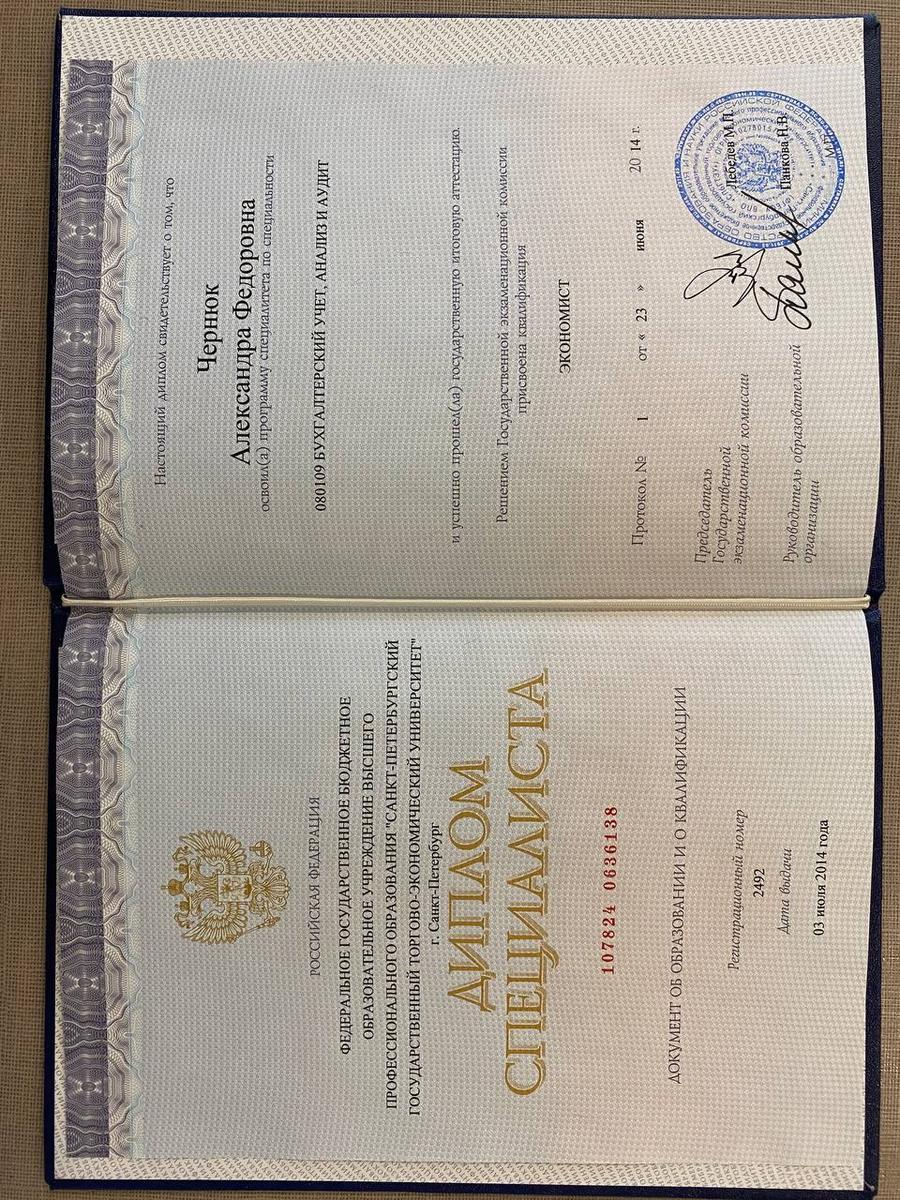 РОССИЙСКАЯ ФЕДЕРАЦИЯ
ФЕДЕРАЛЬНОЕ ГОСУДАРСТВЕННОЕ БЮДЖЕТНОЕ
ОБРАЗОВАТЕЛЬНОЕ УЧРЕЖДЕНИЕ ВЫСШЕГО
ПРОФЕССИОНАЛЬНОГО ОБРАЗОВАНИЯ "САНКТ-ПЕТЕРБУРГСКИЙ
ГОСУДАРСТВЕННЫЙ ТОРГОВО-ЭКОНОМИЧЕСКИЙ УНИВЕРСИТЕТ"
г. Санкт-Петербург
ДИПЛОМ
СПЕЦИАЛИСТА
107824 0636138
ДОКУМЕНТ ОБ ОБРАЗОВАНИИ И О КВАЛИФИКАЦИИ
Регистрационный номер
2492
Дата выдачи
03 июля 2014 года
Настоящий диплом свидетельствует о том, что
Чернюк
Александра Федоровна
освоил(а) программу специалитета по специальности
080109 БУХГАЛТЕРСКИЙ УЧЕТ, АНАЛИЗ И АУДИТ
и успешно прошел(ла) государственную итоговую аттестацию.
Решением Государственной экзаменационной комиссии
присвоена квалификация
ЭКОНОМИСТ
Протокол № 1 от « 23 » июня 20 14 г.
Председатель
Государственной
экзаменационной комиссии Лебедев М.П.
Руководитель образовательной
организации Панкова Н.В.
М.П.